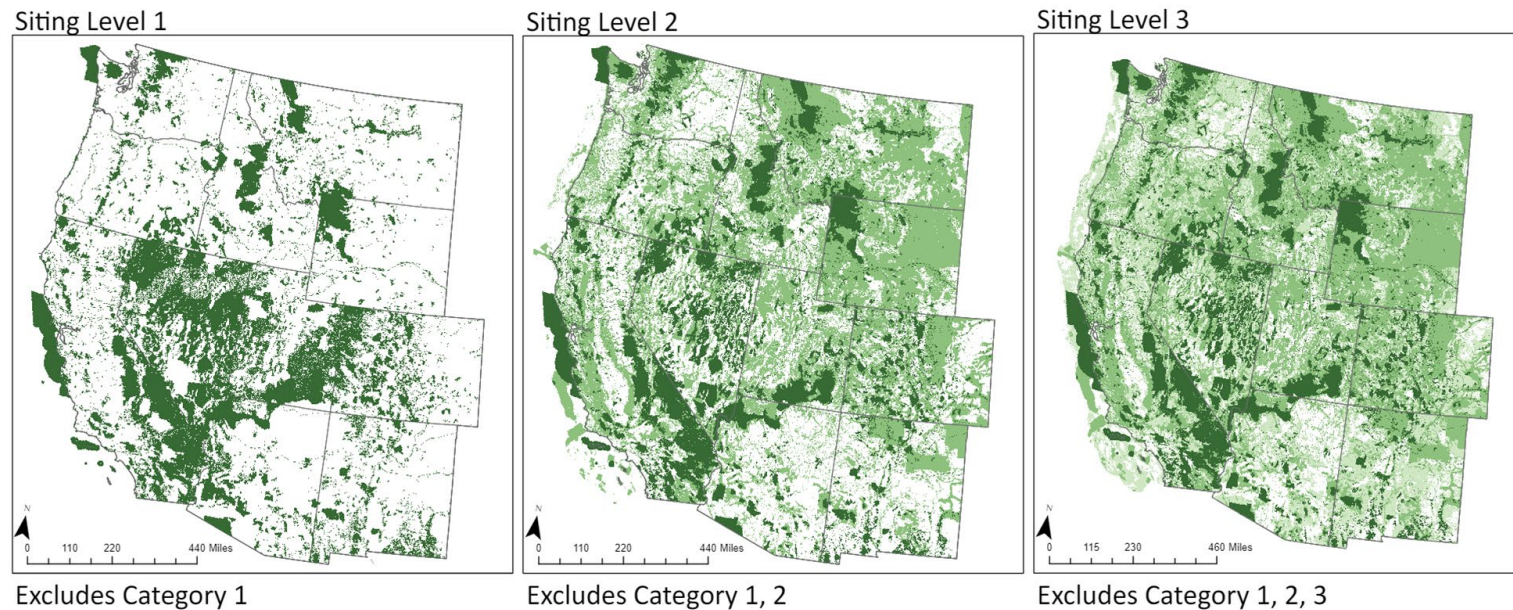 Siting Level 1
Siting Level 2
Siting Level 3
N
0 110 220 440 Miles
N
0 110 220 440 Miles
N
0 115 230 460 Miles
Excludes Category 1
Excludes Category 1, 2
Excludes Category 1, 2, 3